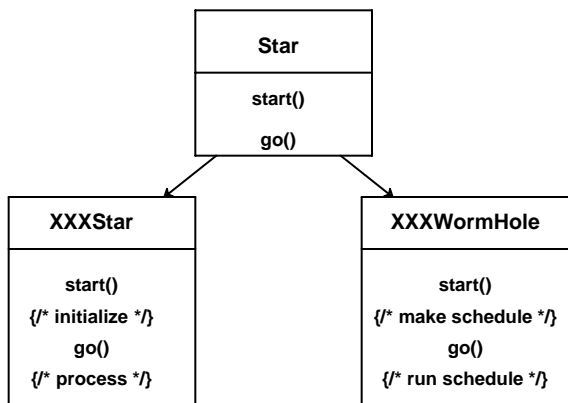 Star
start()
go()
XXXStar
start()
{/* initialize */}
go()
{/* process */}
XXXWormHole
start()
{/* make schedule */}
go()
{/* run schedule */}